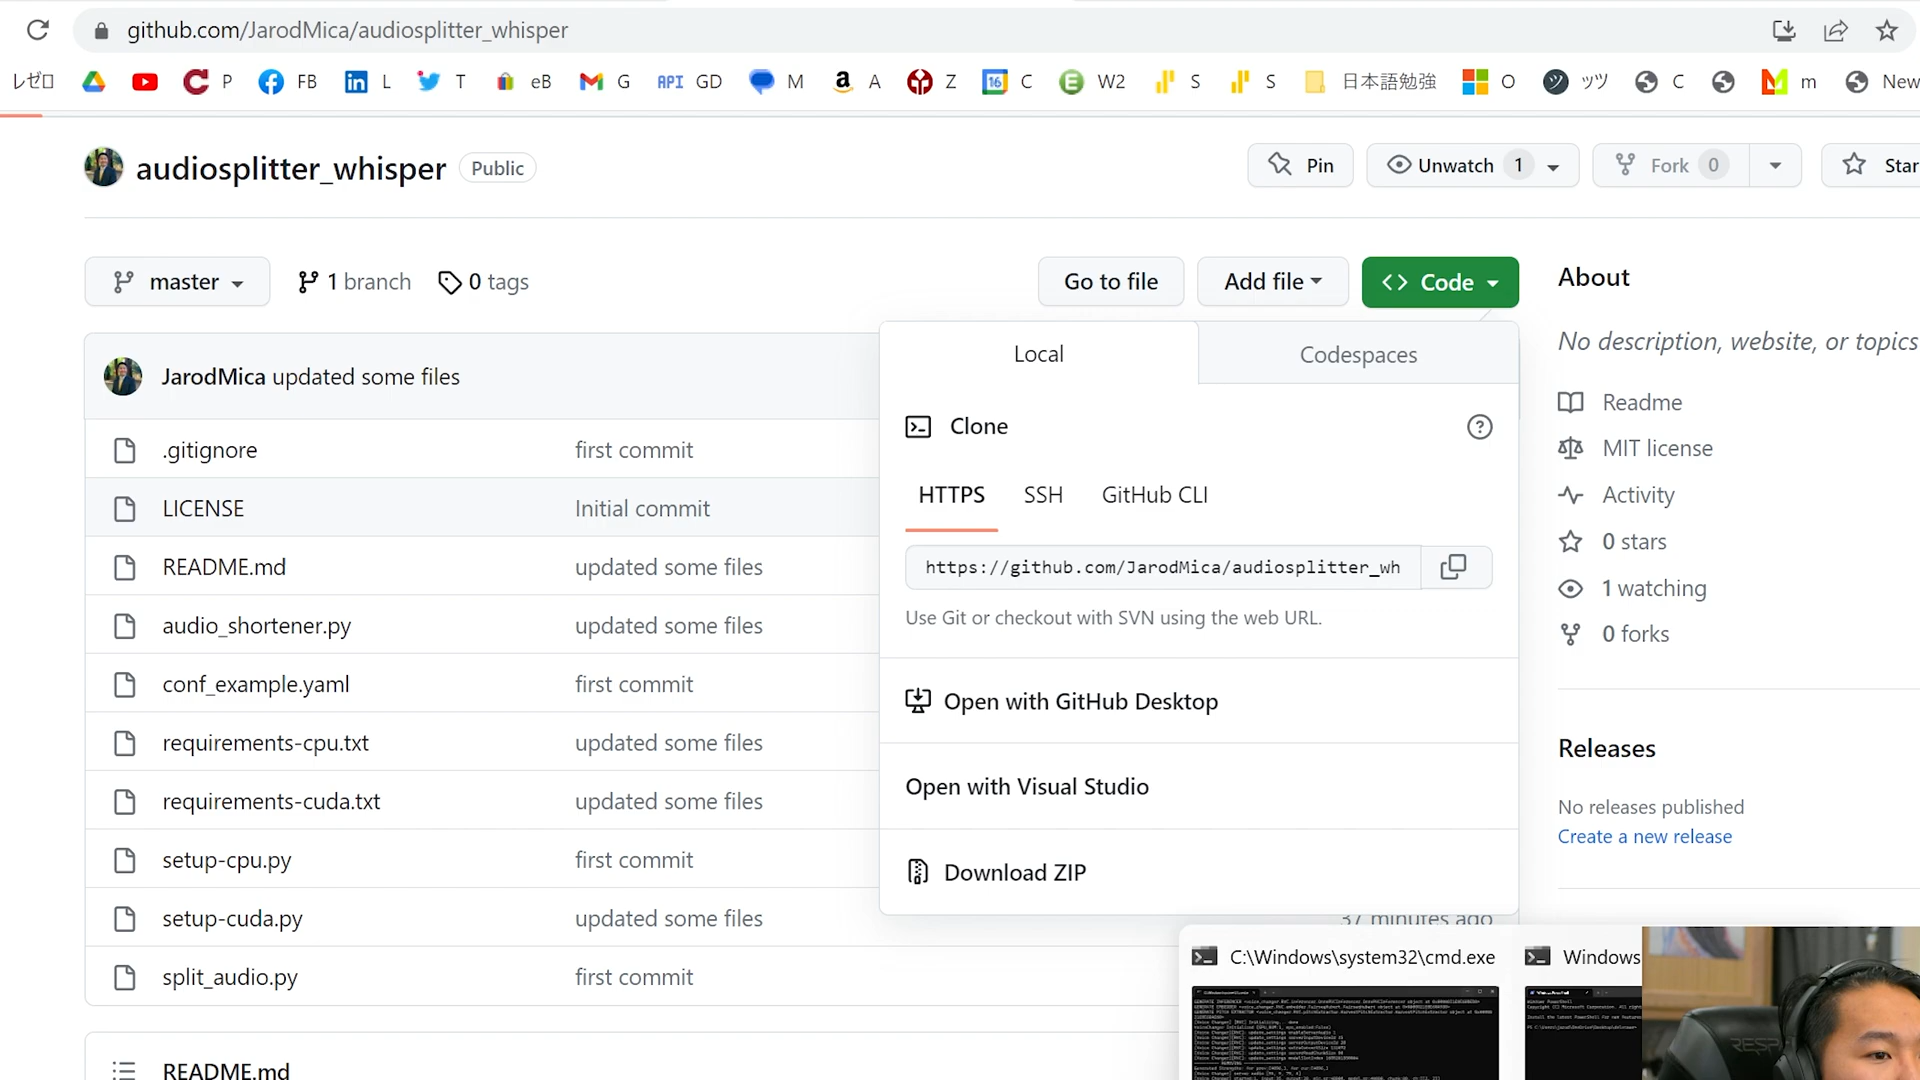 github.com/JarodMica/audiosplitter_whisper
レゼロ P FB L T eB G API GD M A Z 16 C W2 S S 日本語勉強 O ッツ C m New
audiosplitter_whisper Public
Pin Unwatch 1 Fork 0 Star
master 1 branch 0 tags Go to file Add file Code
About
No description, website, or topics
Readme
MIT license
Activity
0 stars
1 watching
0 forks
Releases
No releases published
Create a new release
JarodMica updated some files
.gitignore first commit
LICENSE Initial commit
README.md updated some files
audio_shortener.py updated some files
conf_example.yaml first commit
requirements-cpu.txt updated some files
requirements-cuda.txt updated some files
setup-cpu.py first commit
setup-cuda.py updated some files 37 minutes ago
split_audio.py first commit
README.md
Local Codespaces
Clone
HTTPS SSH GitHub CLI
https://github.com/JarodMica/audiosplitter_wh
Use Git or checkout with SVN using the web URL.
Open with GitHub Desktop
Open with Visual Studio
Download ZIP
C:\Windows\system32\cmd.exe Windows